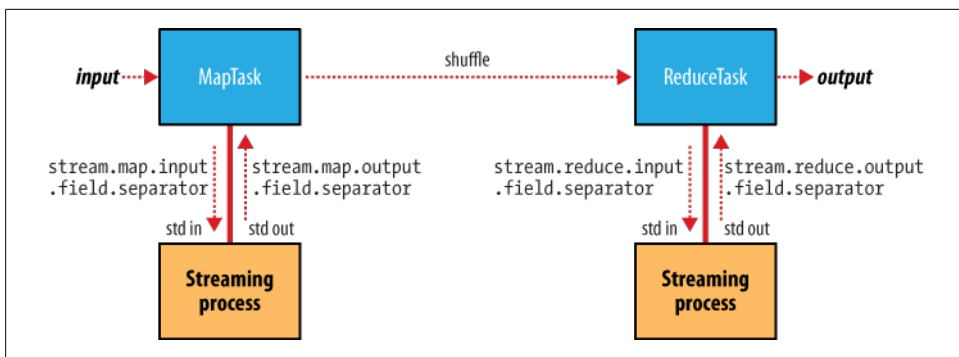 input
MapTask
shuffle
ReduceTask
output
stream.map.input
.field.separator
stream.map.output
.field.separator
stream.reduce.input
.field.separator
stream.reduce.output
.field.separator
std in
std out
std in
std out
Streaming
process
Streaming
process